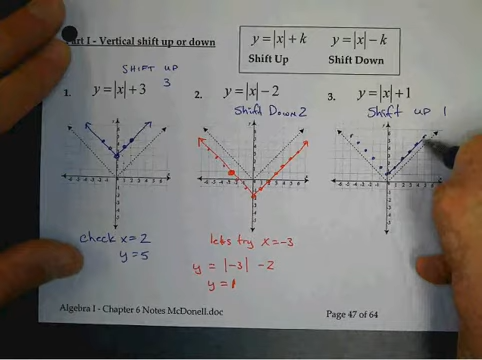 Part I - Vertical shift up or down
y = |x| + k    y = |x| - k
Shift Up    Shift Down
SHIFT UP
3
1. y = |x| + 3
2. y = |x| - 2
Shift Down 2
3. y = |x| + 1
Shift up 1
check x = 2
y = 5
lets try x = -3
y = |-3| - 2
y = 1
Algebra I - Chapter 6 Notes McDonell.doc
Page 47 of 64